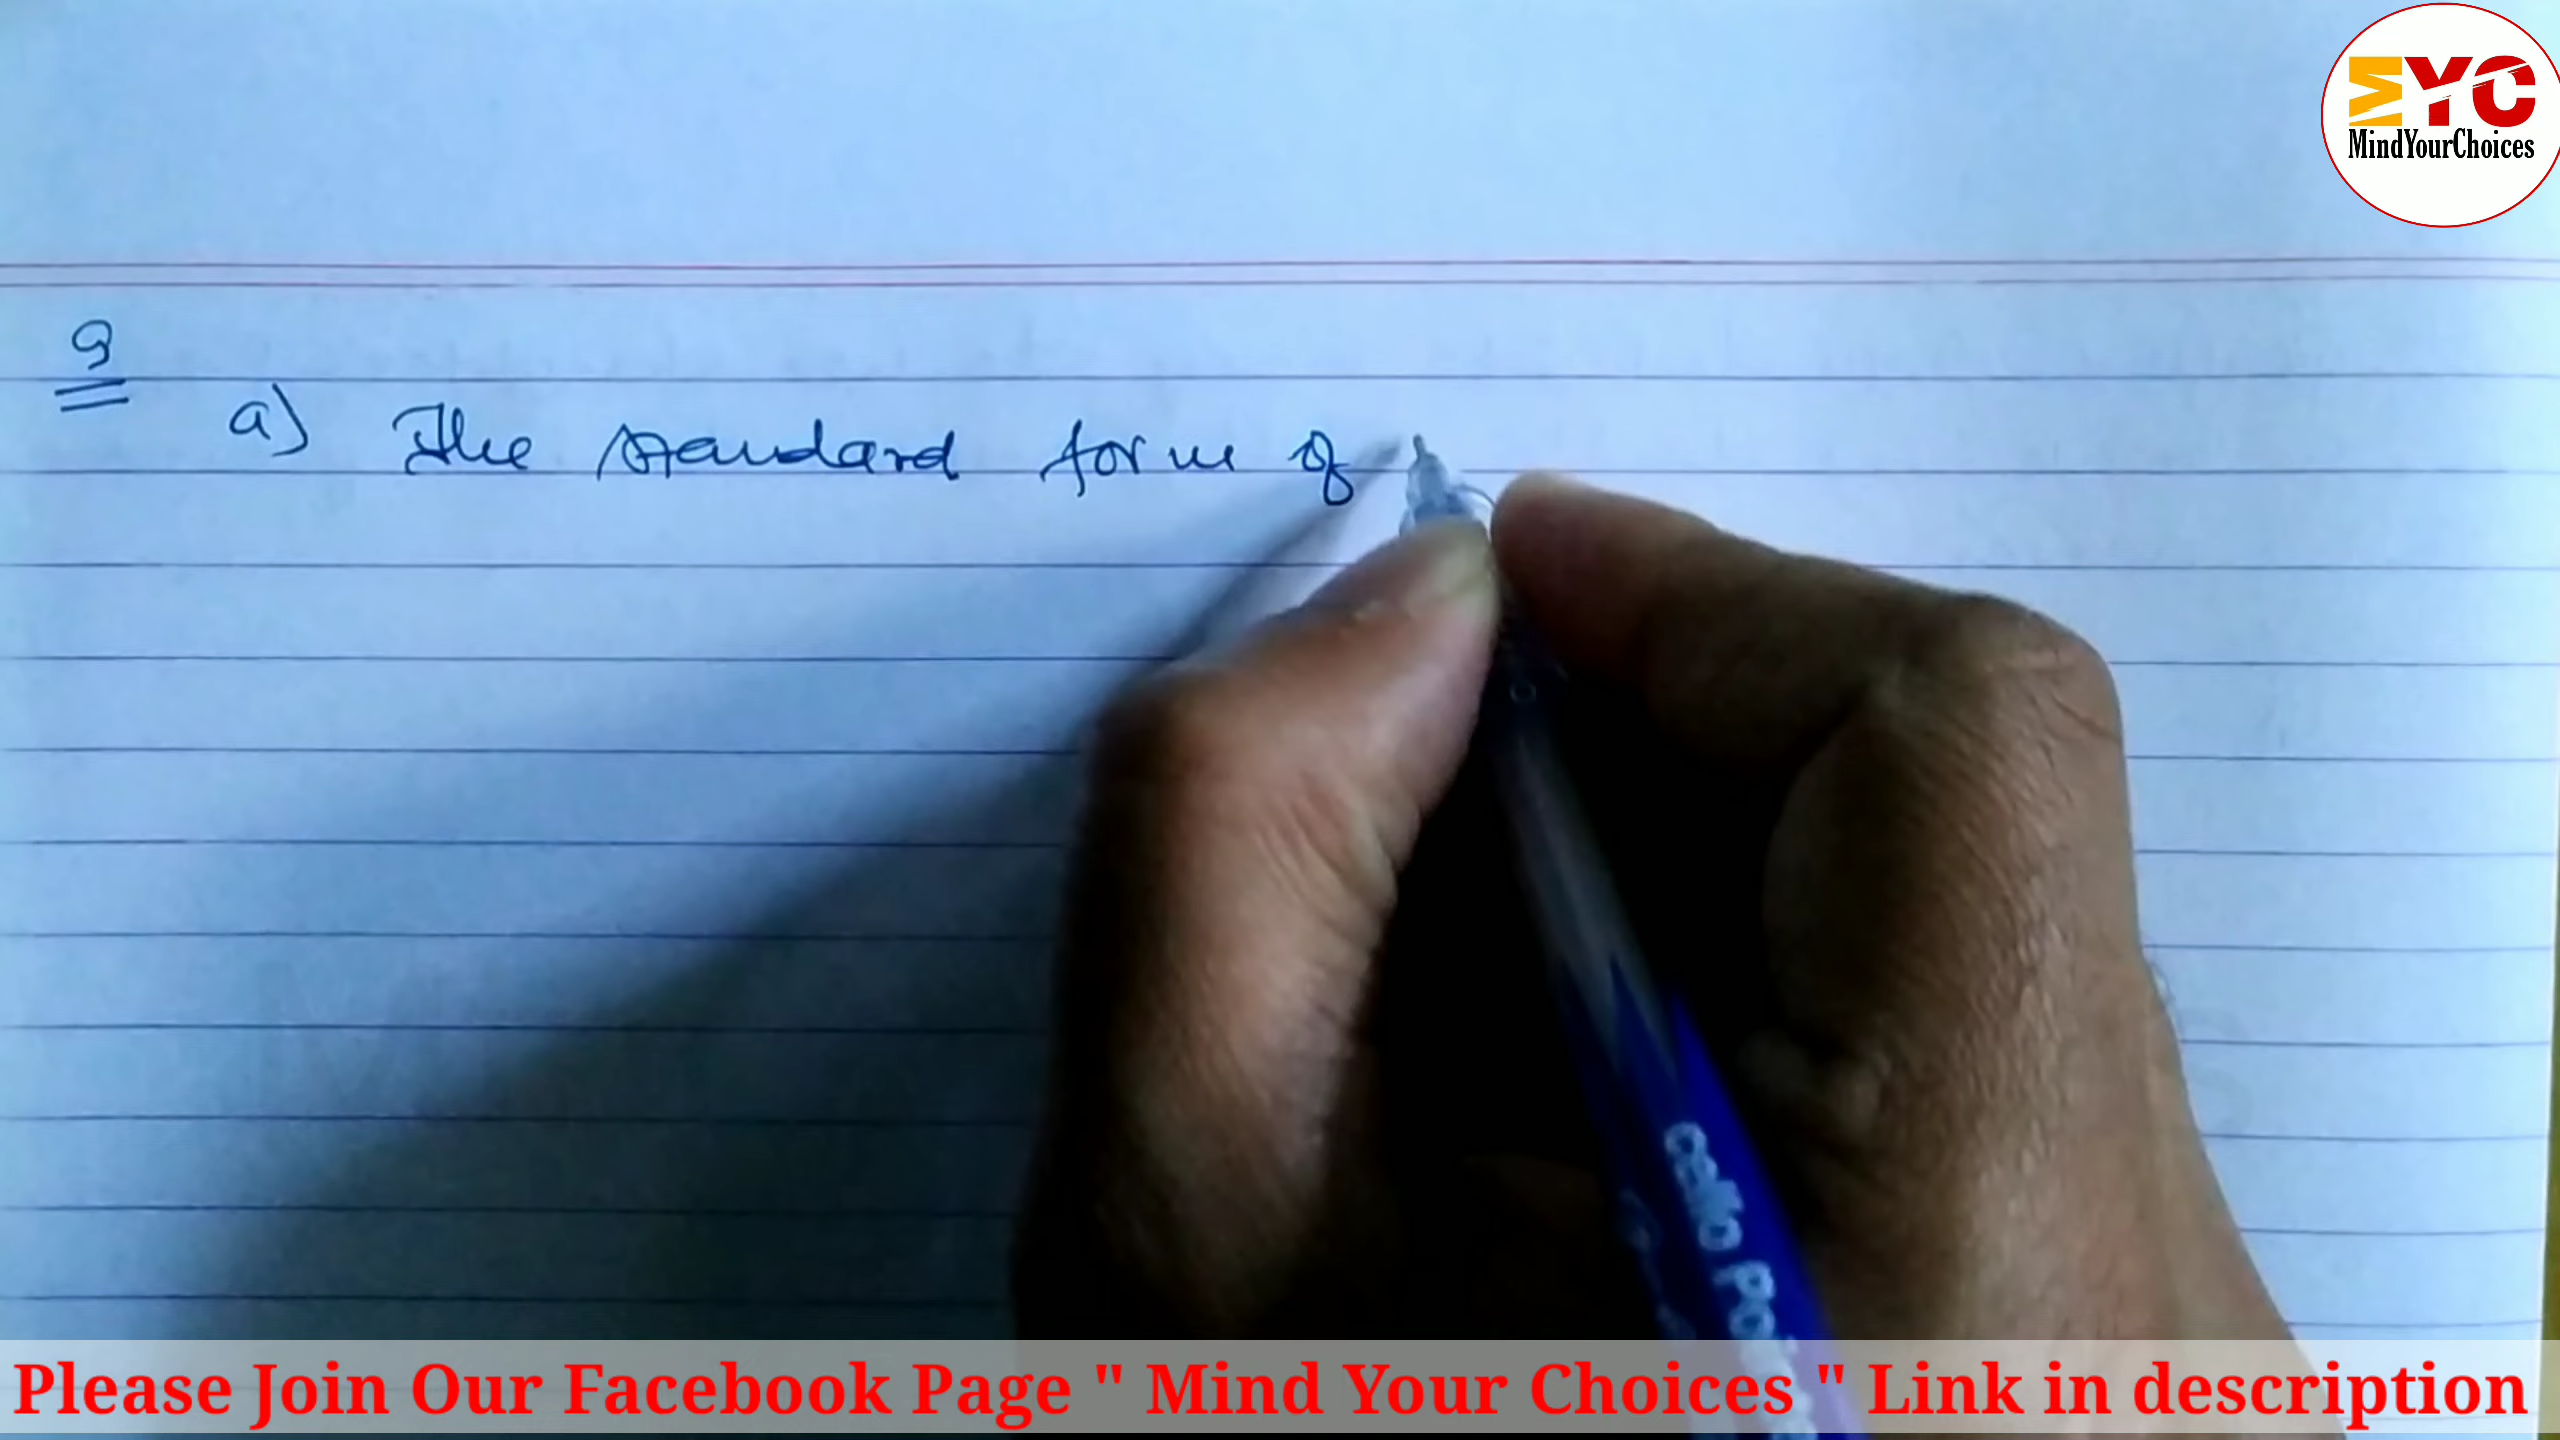 MYC
MindYourChoices
9
a) The standard form of
cello Poi
Please Join Our Facebook Page " Mind Your Choices " Link in description